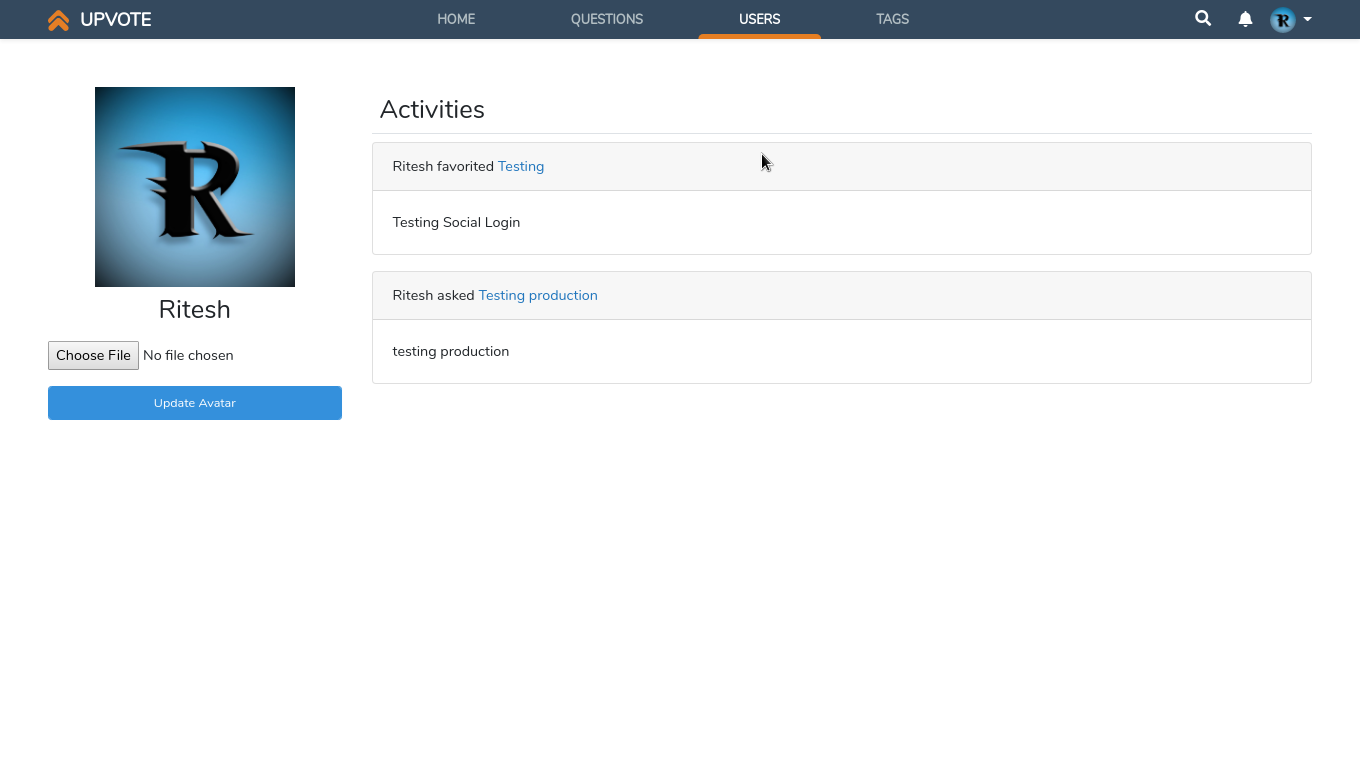 UPVOTE
HOME
QUESTIONS
USERS
TAGS
R
R
Ritesh
Choose File No file chosen
Update Avatar
Activities
Ritesh favorited Testing
Testing Social Login
Ritesh asked Testing production
testing production